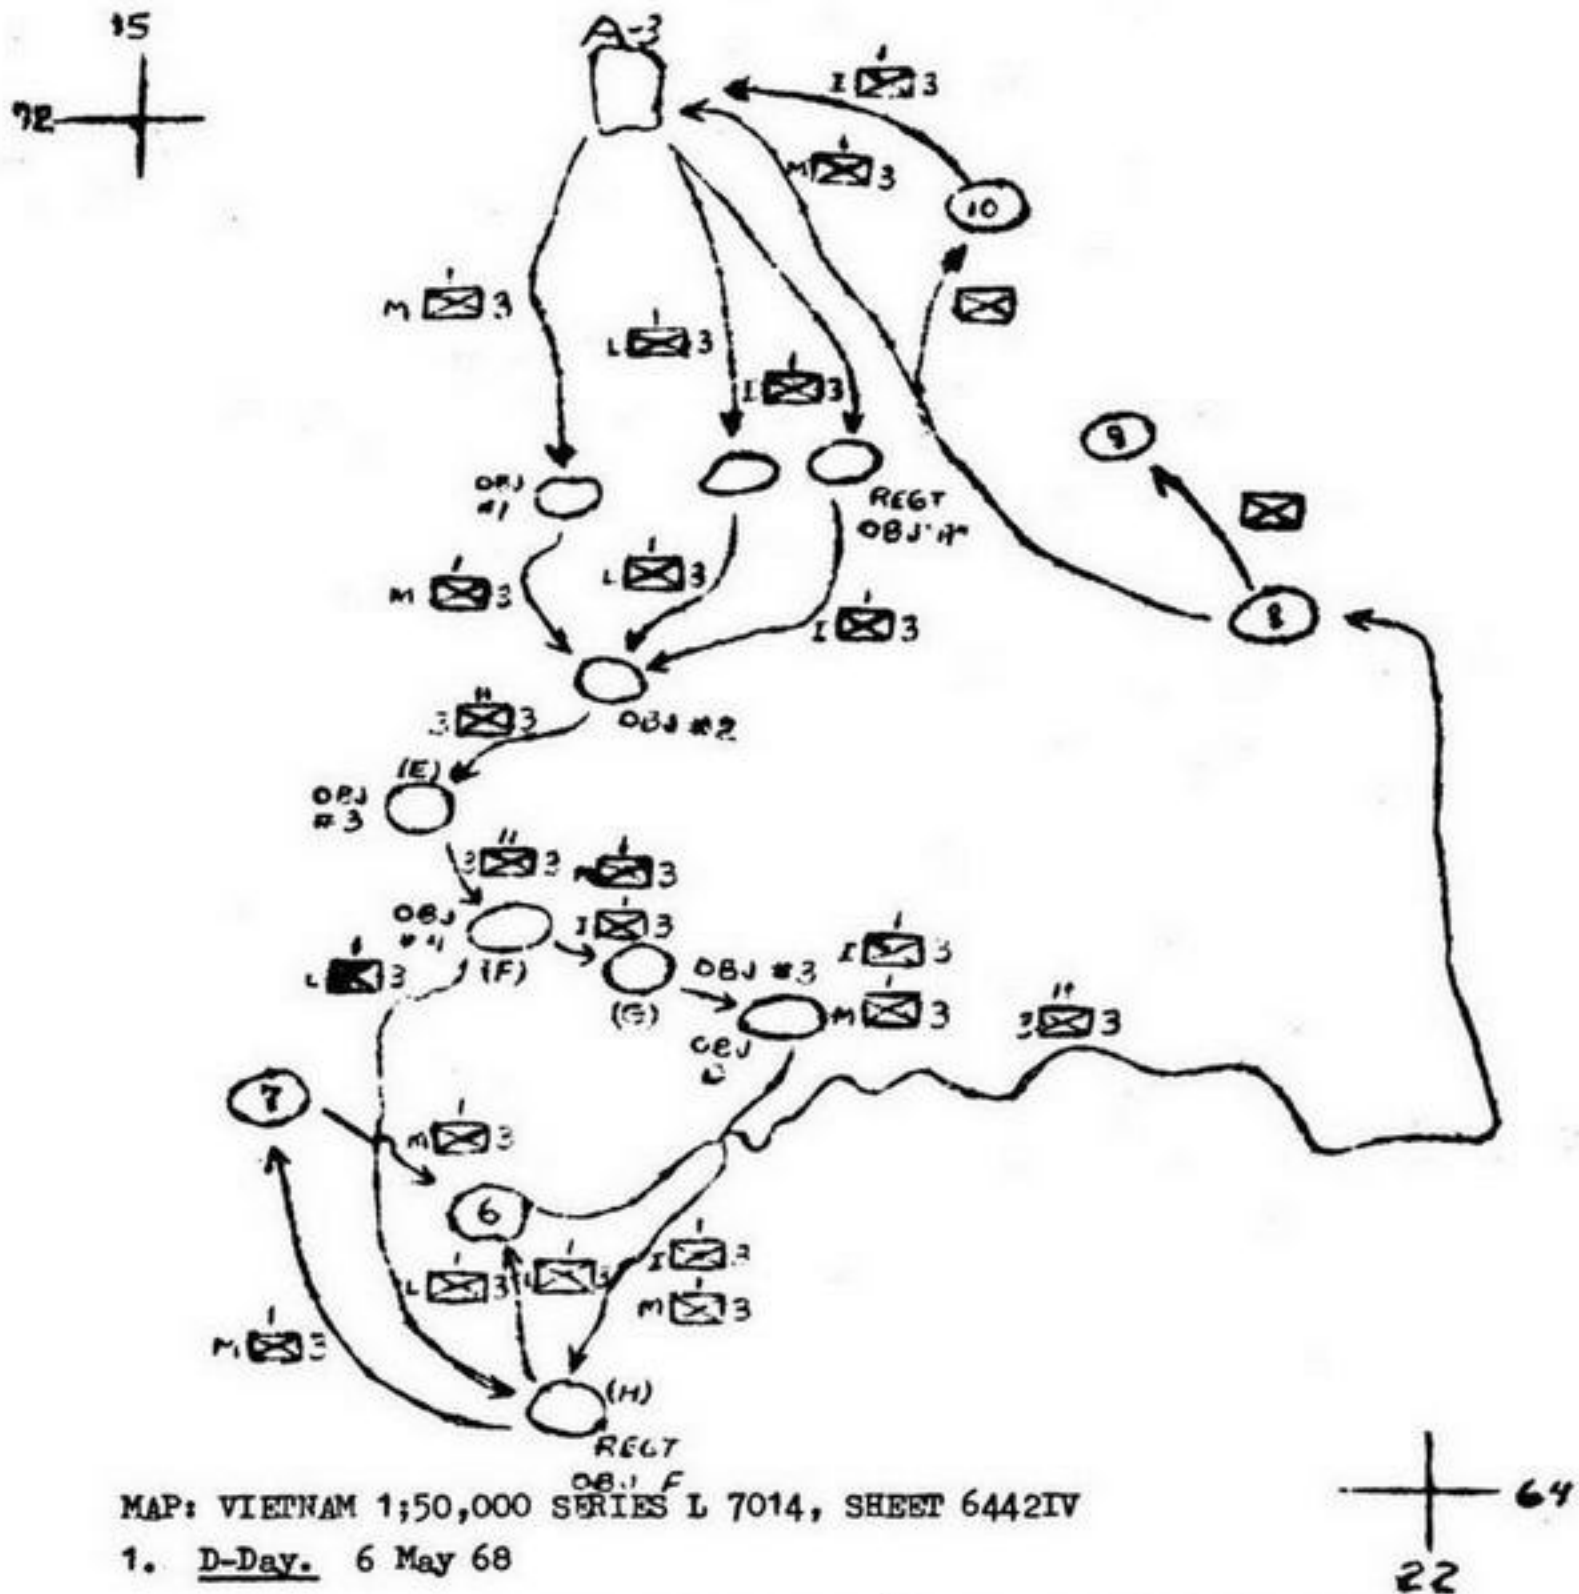 15
72
A-3
I 3
M 3
10
M 3
L 3
I 3
9
OBJ
#1
REGT
OBJ "A"
M 3
L 3
I 3
8
3 3
OBJ #2
(E)
OBJ
#3
3 3
3
I 3
OBJ
#4
(F)
L 3
(G)
OBJ #3
I 3
M 3
3 3
OBJ
7
M 3
6
L 3
L 3
I 3
M 3
M 3
(H)
REGT
OBJ F
MAP: VIETNAM 1;50,000 SERIES L 7014, SHEET 6442IV
64
22
1. D-Day. 6 May 68